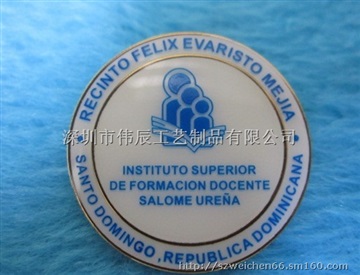 RECINTO FELIX EVARISTO MEJIA
深圳市伟辰工艺制品有限公司
INSTITUTO SUPERIOR
DE FORMACION DOCENTE
SALOME UREÑA
SANTO DOMINGO, REPUBLICA DOMINICANA
http://szweichen66.sm160.com